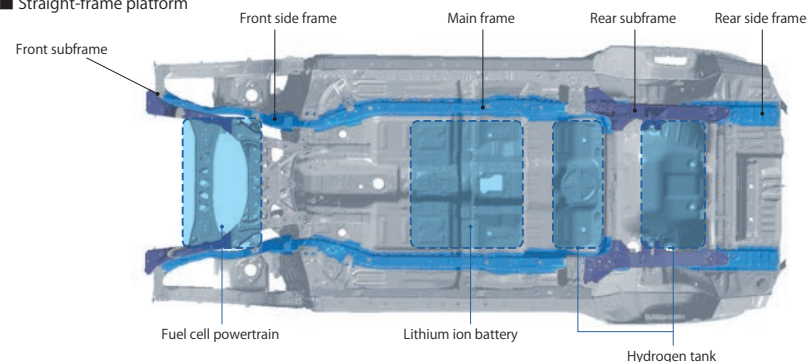 ■ Straight-frame platform
Front side frame
Main frame
Rear subframe
Rear side frame
Front subframe
Fuel cell powertrain
Lithium ion battery
Hydrogen tank